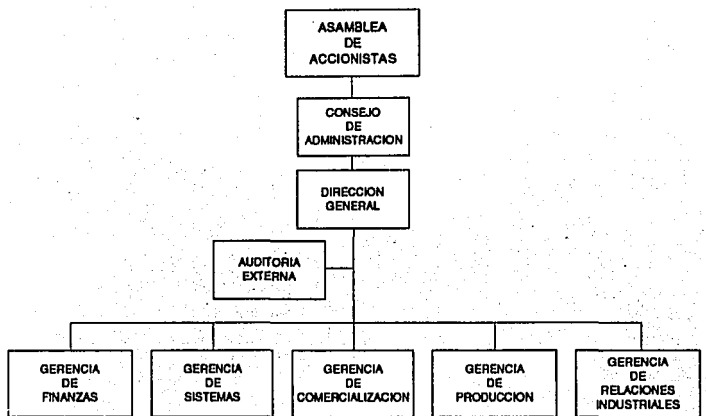 ASAMBLEA
DE
ACCIONISTAS
CONSEJO
DE
ADMINISTRACION
DIRECCION
GENERAL
AUDITORIA
EXTERNA
GERENCIA
DE
FINANZAS
GERENCIA
DE
SISTEMAS
GERENCIA
DE
COMERCIALIZACION
GERENCIA
DE
PRODUCCION
GERENCIA
DE
RELACIONES
INDUSTRIALES